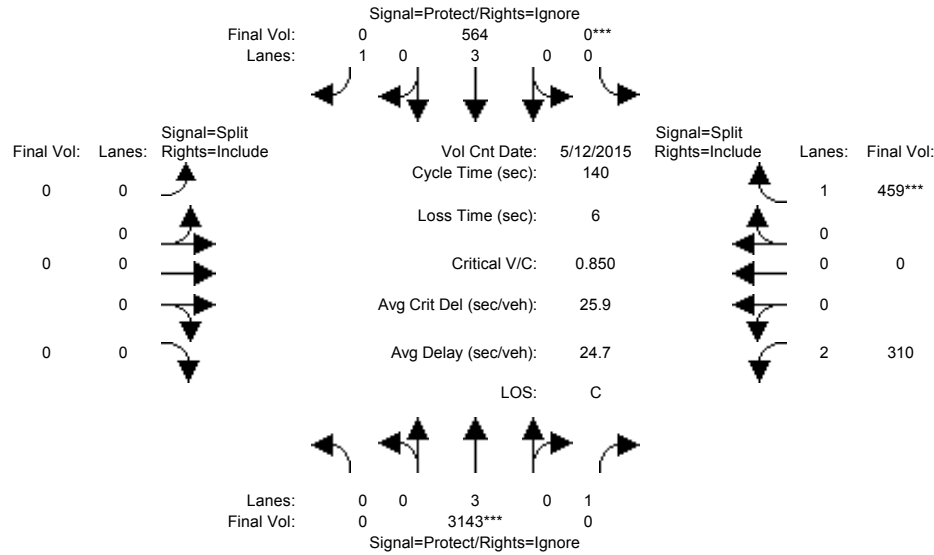 Signal=Protect/Rights=Ignore
Final Vol: 0 564 0***
Lanes: 1 0 3 0 0
Signal=Split Signal=Split
Final Vol: Lanes: Rights=Include Vol Cnt Date: 5/12/2015 Rights=Include Lanes: Final Vol:
Cycle Time (sec): 140
0 0 1 459***
Loss Time (sec): 6
0 0
0 0 Critical V/C: 0.850 0 0
0 Avg Crit Del (sec/veh): 25.9 0
0 0 Avg Delay (sec/veh): 24.7 2 310
LOS: C
Lanes: 0 0 3 0 1
Final Vol: 0 3143*** 0
Signal=Protect/Rights=Ignore